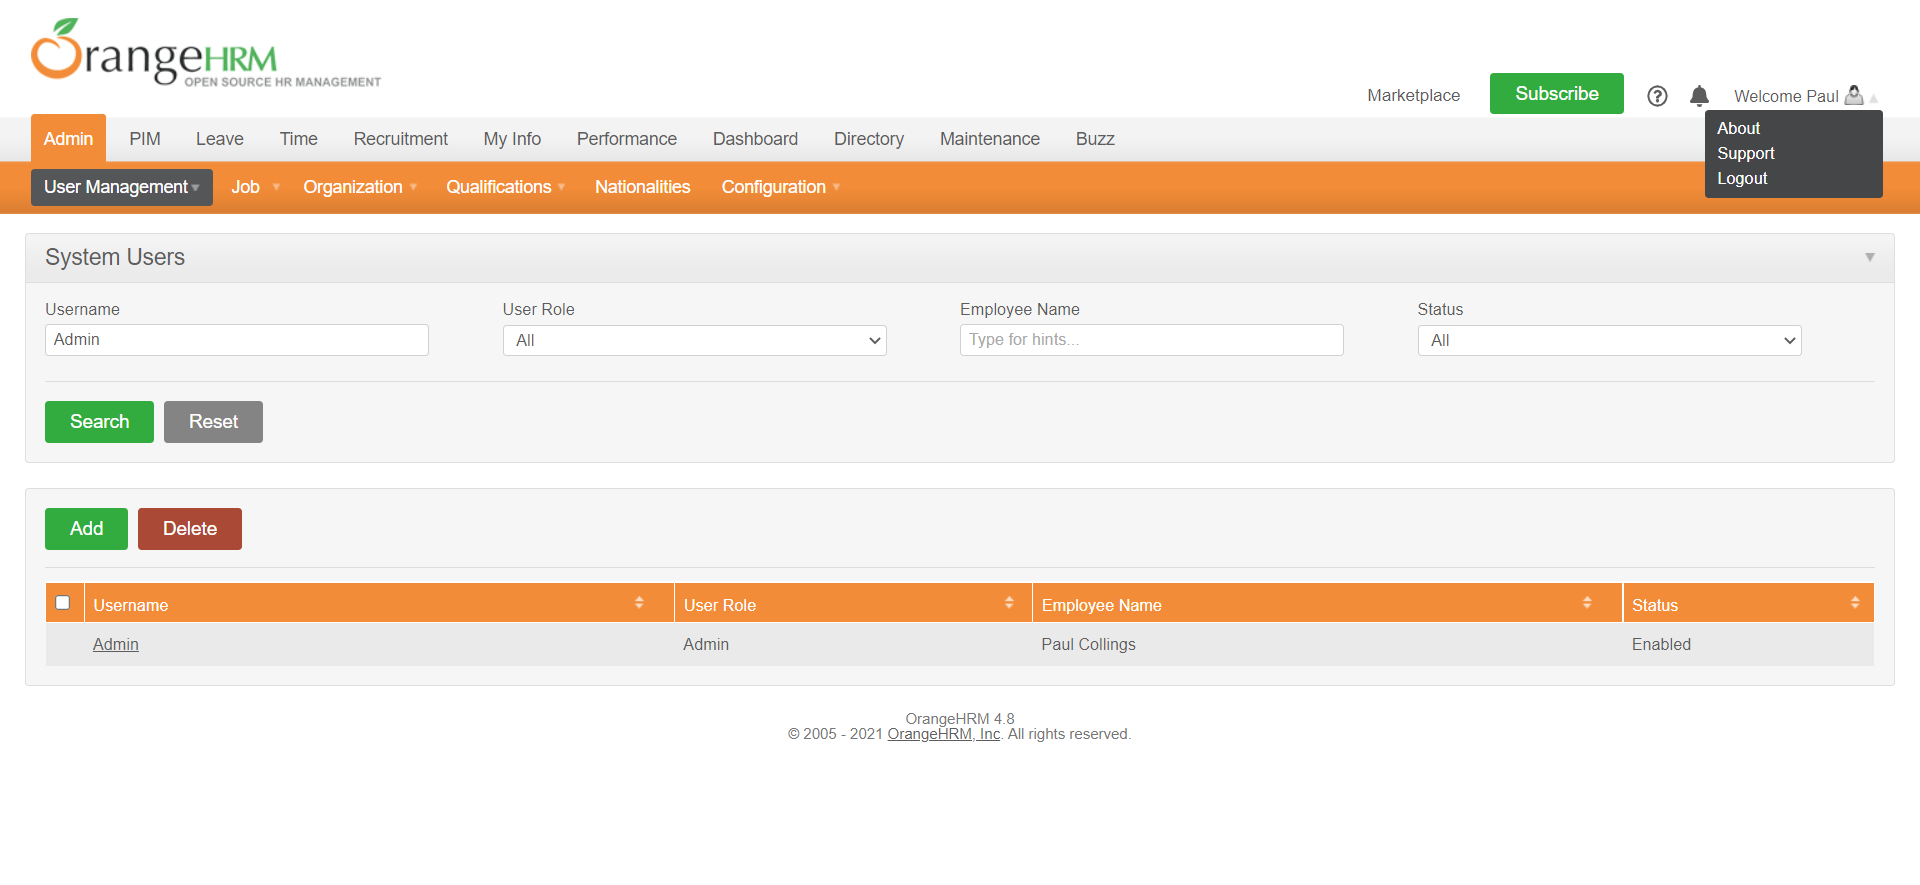 OrangeHRM
OPEN SOURCE HR MANAGEMENT
Marketplace
Subscribe
Welcome Paul
About
Support
Logout
Admin PIM Leave Time Recruitment My Info Performance Dashboard Directory Maintenance Buzz
User Management Job Organization Qualifications Nationalities Configuration
System Users
Username User Role Employee Name Status
Admin All Type for hints... All
Search Reset
Add Delete
Username User Role Employee Name Status
Admin Admin Paul Collings Enabled
OrangeHRM 4.8
© 2005 - 2021 OrangeHRM, Inc. All rights reserved.